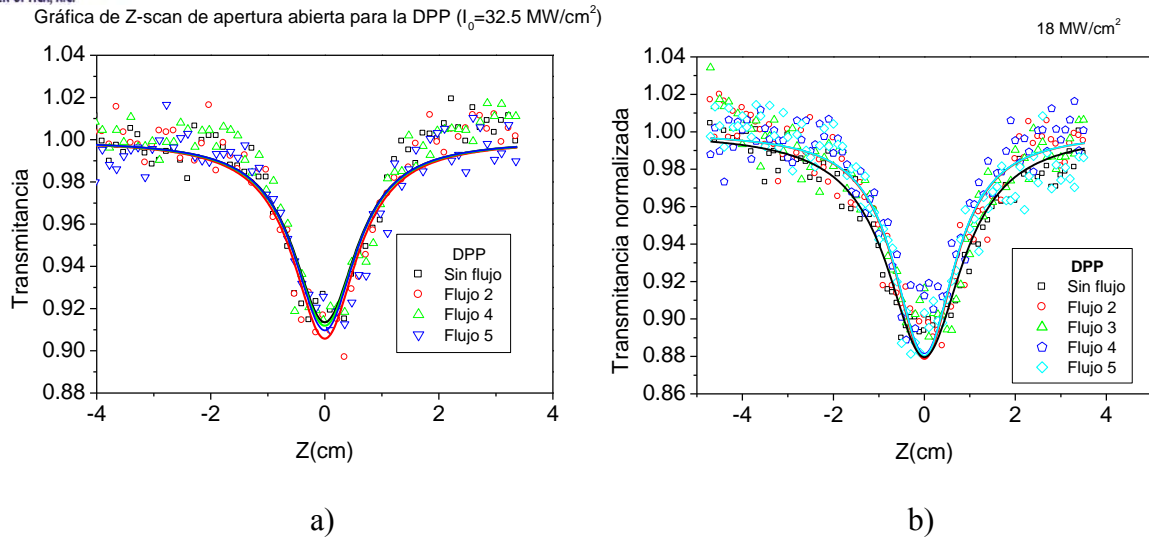 Gráfica de Z-scan de apertura abierta para la DPP (I0=32.5 MW/cm2)
18 MW/cm2
1.04
1.02
1.00
0.98
0.96
0.94
0.92
0.90
0.88
Transmitancia
DPP
Sin flujo
Flujo 2
Flujo 4
Flujo 5
-4 -2 0 2 4
Z(cm)
a)
1.04
1.02
1.00
0.98
0.96
0.94
0.92
0.90
0.88
0.86
Transmitancia normalizada
DPP
Sin flujo
Flujo 2
Flujo 3
Flujo 4
Flujo 5
-4 -2 0 2 4
Z(cm)
b)